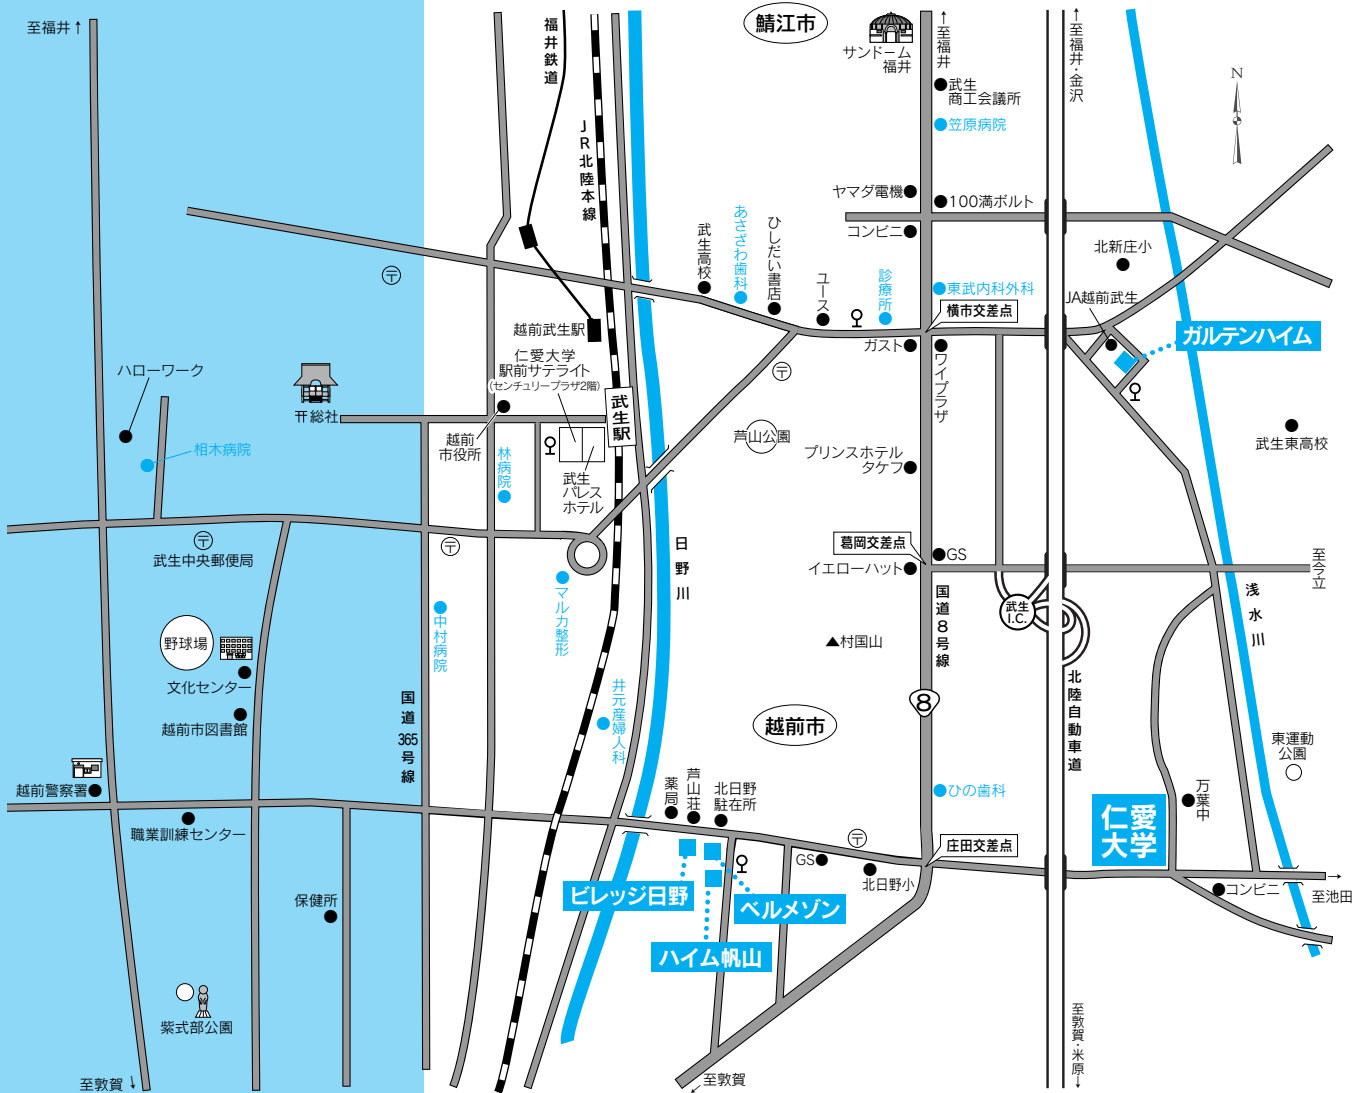 至福井↑
福井鉄道
JR北陸本線
鯖江市
サンドーム
福井
↑至福井
↑至福井・金沢
N
武生
商工会議所
笠原病院
ヤマダ電機
100満ボルト
コンビニ
武生高校
あさざわ歯科
ひしだい書店
ユース
診療所
東武内科外科
横市交差点
北新庄小
JA越前武生
ガルテンハイム
〒
越前武生駅
仁愛大学
駅前サテライト
(センチュリープラザ2階)
武生駅
ガスト
ワイプラザ
〒
ハローワーク
総社
相木病院
越前
市役所
林病院
武生
パレス
ホテル
芦山公園
プリンスホテル
タケフ
武生東高校
〒
武生中央郵便局
〒
日野川
葛岡交差点
GS
イエローハット
至今立
マルカ整形
中村病院
国道8号線
武生
I.C.
浅水川
野球場
文化センター
越前市図書館
村国山
井元産婦人科
国道365号線
8
越前市
北陸自動車道
東運動
公園
越前警察署
職業訓練センター
薬局
芦山荘
北日野
駐在所
ひの歯科
万葉中
仁愛
大学
〒
庄田交差点
GS
北日野小
コンビニ
→
至池田
ビレッジ日野
ベルメゾン
ハイム帆山
保健所
紫式部公園
至敦賀↓
至敦賀
↙
至敦賀・米原↓